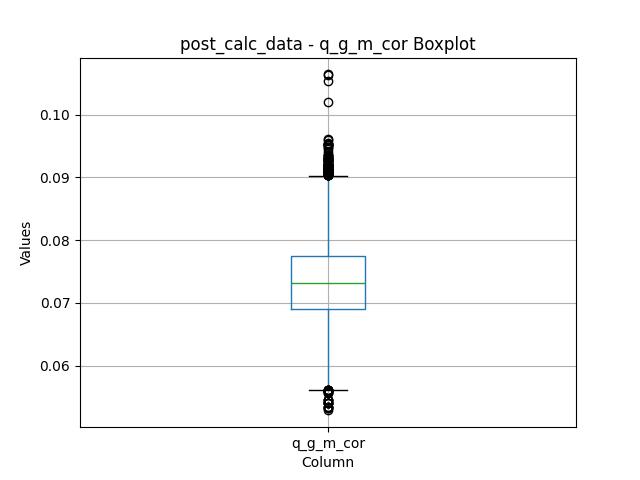 post_calc_data - q_g_m_cor Boxplot
0.10
0.09
0.08
0.07
0.06
Values
q_g_m_cor
Column